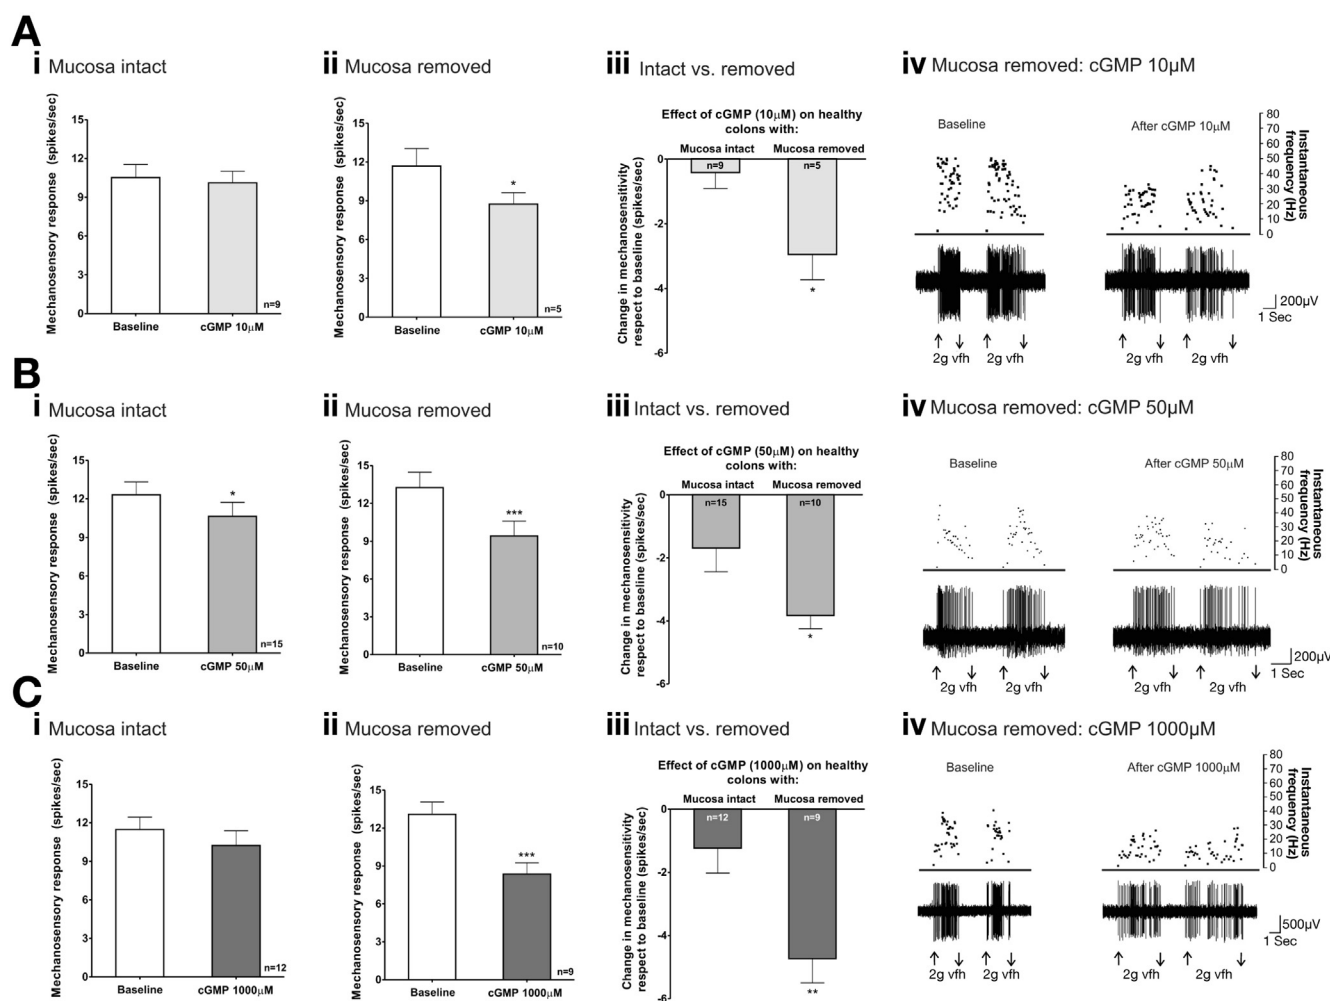 A
i Mucosa intact
Mechanosensory response (spikes/sec)
15
12
9
6
3
0
Baseline
cGMP 10μM
n=9
ii Mucosa removed
Mechanosensory response (spikes/sec)
15
12
9
6
3
0
*
Baseline
cGMP 10μM
n=5
iii Intact vs. removed
Effect of cGMP (10μM) on healthy
colons with:
Mucosa intact
Mucosa removed
Change in mechanosensitivity
respect to baseline (spikes/sec)
0
-2
-4
-6
n=9
n=5
*
iv Mucosa removed: cGMP 10μM
Baseline
After cGMP 10μM
80
70
60
50
40
30
20
10
0
Instantaneous
frequency (Hz)
200μV
1 Sec
2g vfh
2g vfh
2g vfh
2g vfh
B
i Mucosa intact
Mechanosensory response (spikes/sec)
15
12
9
6
3
0
*
Baseline
cGMP 50μM
n=15
ii Mucosa removed
Mechanosensory response (spikes/sec)
15
12
9
6
3
0
***
Baseline
cGMP 50μM
n=10
iii Intact vs. removed
Effect of cGMP (50μM) on healthy
colons with:
Mucosa intact
Mucosa removed
Change in mechanosensitivity
respect to baseline (spikes/sec)
0
-2
-4
-6
n=15
n=10
*
iv Mucosa removed: cGMP 50μM
Baseline
After cGMP 50μM
80
70
60
50
40
30
20
10
0
Instantaneous
frequency (Hz)
200μV
1 Sec
2g vfh
2g vfh
2g vfh
2g vfh
C
i Mucosa intact
Mechanosensory response (spikes/sec)
15
12
9
6
3
0
Baseline
cGMP 1000μM
n=12
ii Mucosa removed
Mechanosensory response (spikes/sec)
15
12
9
6
3
0
***
Baseline
cGMP 1000μM
n=9
iii Intact vs. removed
Effect of cGMP (1000μM) on healthy
colons with:
Mucosa intact
Mucosa removed
Change in mechanosensitivity
respect to baseline (spikes/sec)
0
-2
-4
-6
n=12
n=9
**
iv Mucosa removed: cGMP 1000μM
Baseline
After cGMP 1000μM
80
70
60
50
40
30
20
10
0
Instantaneous
frequency (Hz)
500μV
1 Sec
2g vfh
2g vfh
2g vfh
2g vfh